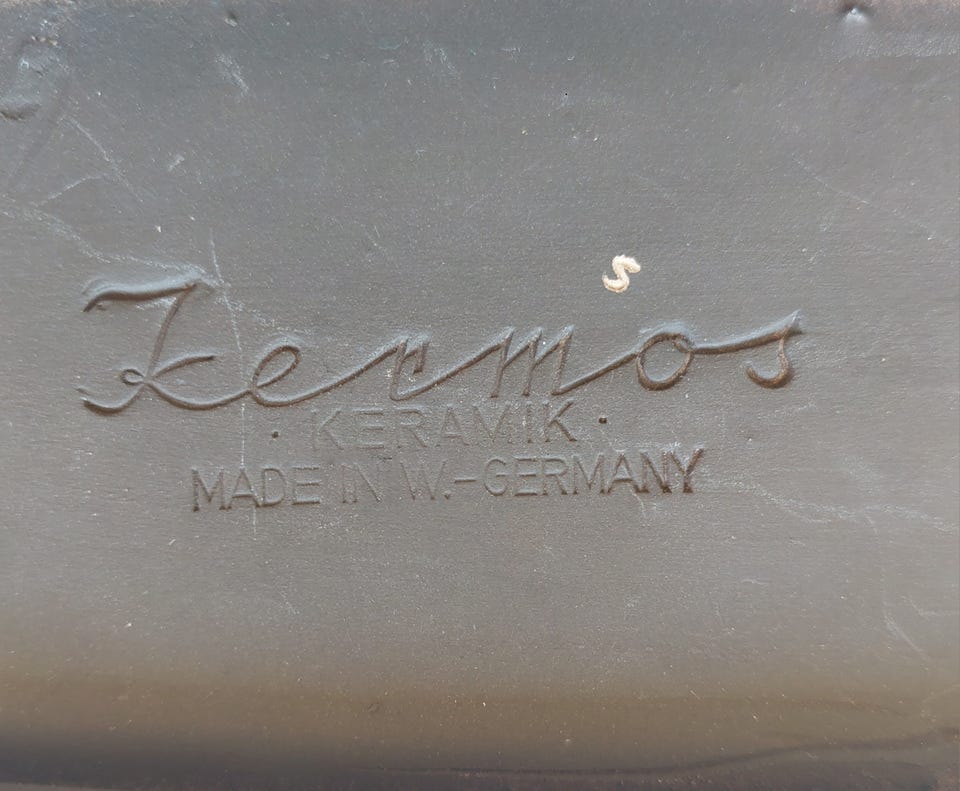 S
Kermos
· KERAMIK ·
MADE IN W.-GERMANY